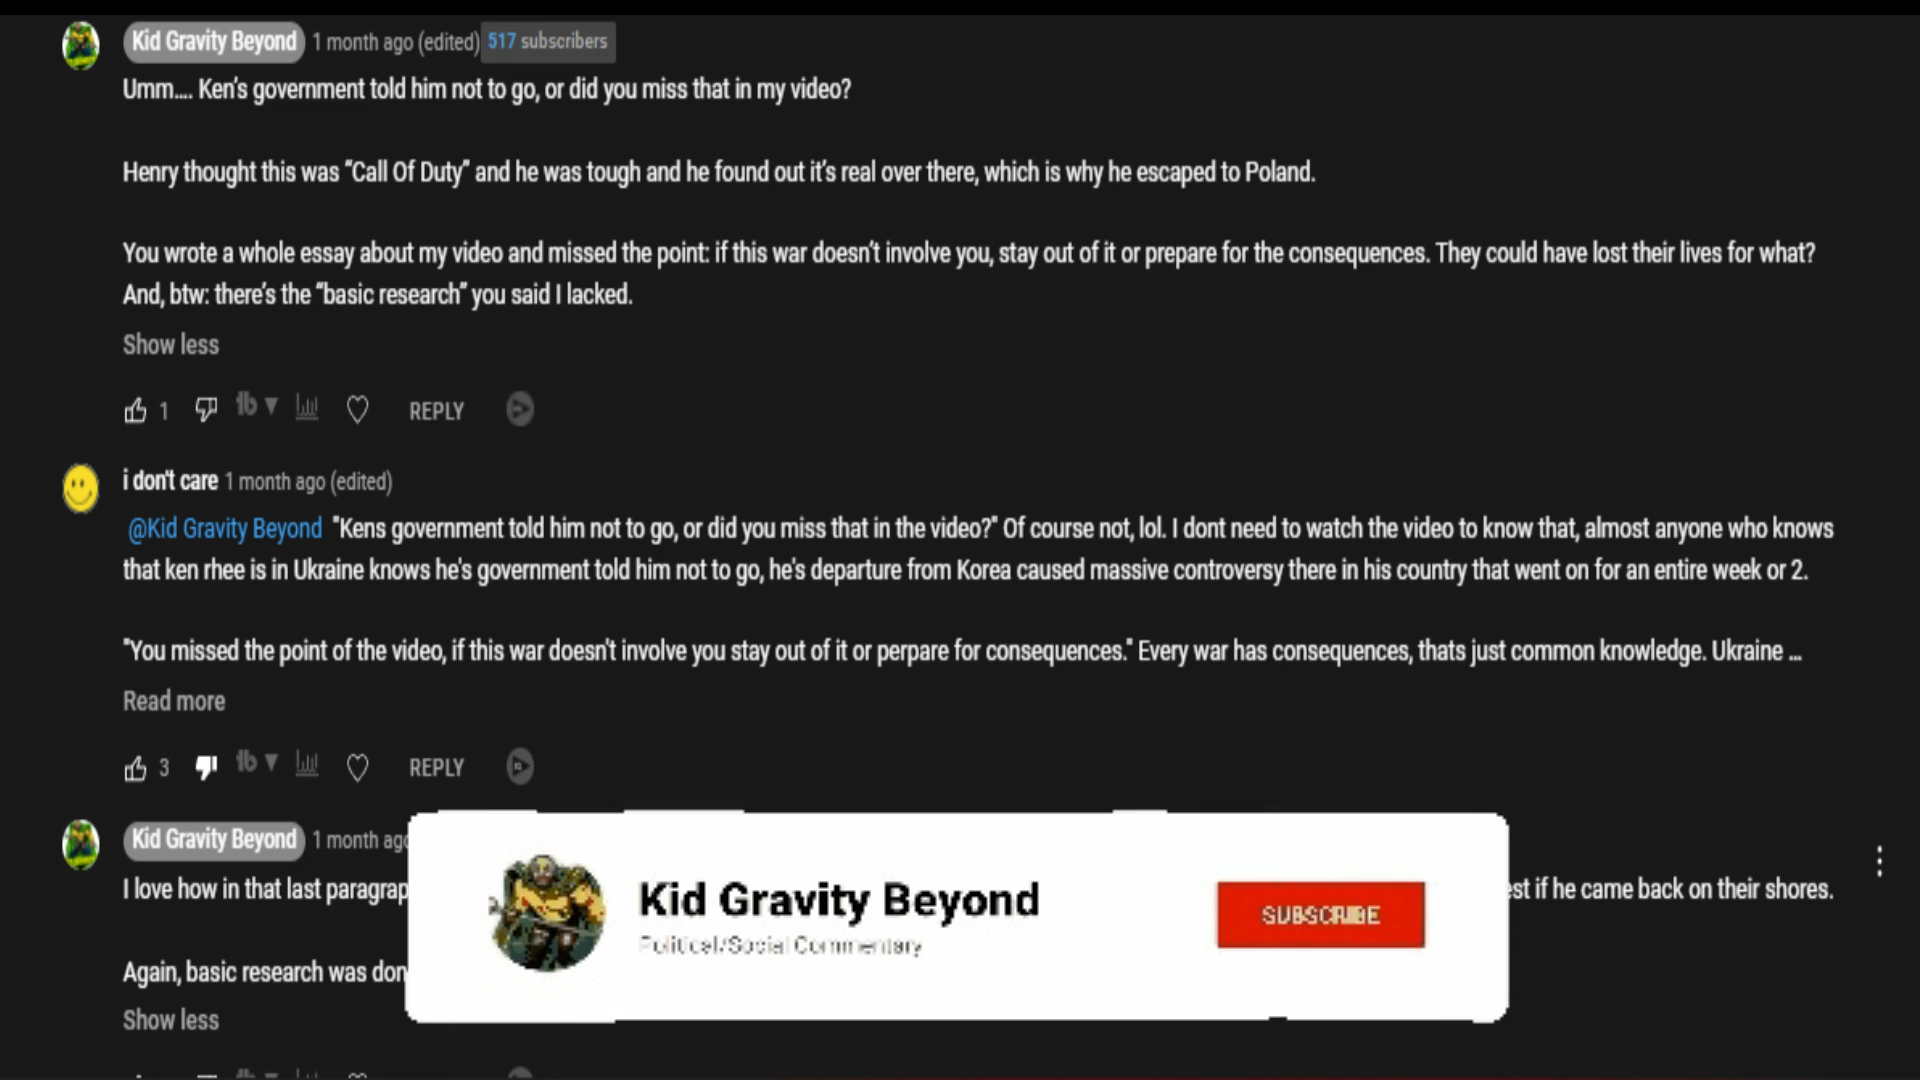 Kid Gravity Beyond 1 month ago (edited) 517 subscribers
Umm.... Ken's government told him not to go, or did you miss that in my video?
Henry thought this was “Call Of Duty” and he was tough and he found out it's real over there, which is why he escaped to Poland.
You wrote a whole essay about my video and missed the point: if this war doesn't involve you, stay out of it or prepare for the consequences. They could have lost their lives for what?
And, btw: there's the “basic research” you said I lacked.
Show less
1 REPLY
i don't care 1 month ago (edited)
@Kid Gravity Beyond "Kens government told him not to go, or did you miss that in the video?" Of course not, lol. I dont need to watch the video to know that, almost anyone who knows
that ken rhee is in Ukraine knows he's government told him not to go, he's departure from Korea caused massive controversy there in his country that went on for an entire week or 2.
"You missed the point of the video, if this war doesn't involve you stay out of it or perpare for consequences." Every war has consequences, thats just common knowledge. Ukraine ...
Read more
3 REPLY
Kid Gravity Beyond 1 month ago
I love how in that last paragrap
est if he came back on their shores.
Again, basic research was don
Show less
Kid Gravity Beyond
Political/Social Commentary
SUBSCRIBE